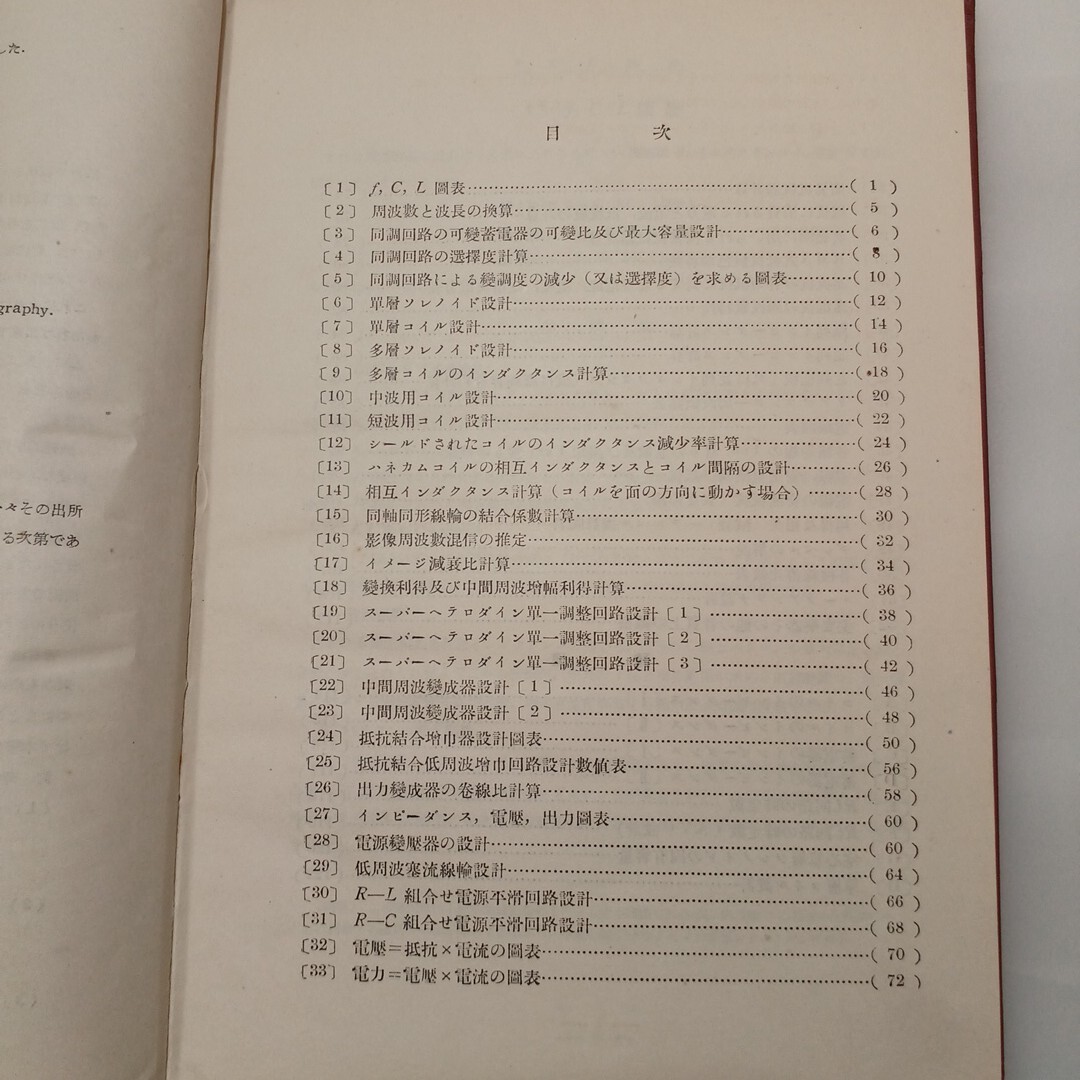 した.
graphy.
々その出所
る次第であ
目 次
〔1〕 f, C, L 圖表……( 1 )
〔2〕 周波數と波長の換算……( 5 )
〔3〕 同調回路の可變蓄電器の可變比及び最大容量設計……( 6 )
〔4〕 同調回路の選擇度計算……( 8 )
〔5〕 同調回路による變調度の減少（又は選擇度）を求める圖表……( 10 )
〔6〕 單層ソレノイド設計……( 12 )
〔7〕 單層コイル設計……( 14 )
〔8〕 多層ソレノイド設計……( 16 )
〔9〕 多層コイルのインダクタンス計算……( 18 )
〔10〕 中波用コイル設計……( 20 )
〔11〕 短波用コイル設計……( 22 )
〔12〕 シールドされたコイルのインダクタンス減少率計算……( 24 )
〔13〕 ハネカムコイルの相互インダクタンスとコイル間隔の設計……( 26 )
〔14〕 相互インダクタンス計算（コイルを面の方向に動かす場合）……( 28 )
〔15〕 同軸同形線輪の結合係數計算……( 30 )
〔16〕 影像周波數混信の推定……( 32 )
〔17〕 イメージ減衰比計算……( 34 )
〔18〕 變換利得及び中間周波增幅利得計算……( 36 )
〔19〕 スーパーヘテロダイン單一調整回路設計〔1〕……( 38 )
〔20〕 スーパーヘテロダイン單一調整回路設計〔2〕……( 40 )
〔21〕 スーパーヘテロダイン單一調整回路設計〔3〕……( 42 )
〔22〕 中間周波變成器設計〔1〕……( 46 )
〔23〕 中間周波變成器設計〔2〕……( 48 )
〔24〕 抵抗結合增巾器設計圖表……( 50 )
〔25〕 抵抗結合低周波增巾回路設計數値表……( 56 )
〔26〕 出力變成器の卷線比計算……( 58 )
〔27〕 インピーダンス，電壓，出力圖表……( 60 )
〔28〕 電源變壓器の設計……( 60 )
〔29〕 低周波塞流線輪設計……( 64 )
〔30〕 R—L 組合せ電源平滑回路設計……( 66 )
〔31〕 R—C 組合せ電源平滑回路設計……( 68 )
〔32〕 電壓＝抵抗×電流の圖表……( 70 )
〔33〕 電力＝電壓×電流の圖表……( 72 )